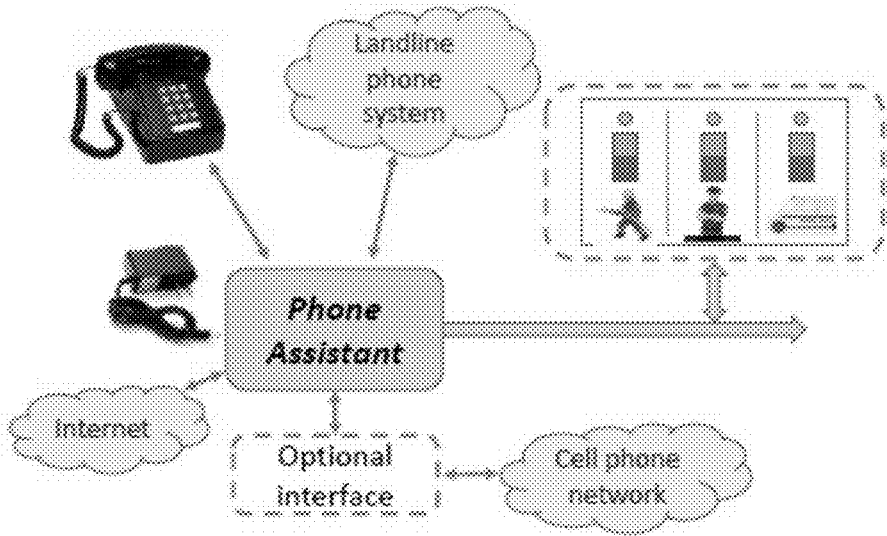 Landline
phone
system
Phone
Assistant
Internet
Optional
interface
Cell phone
network